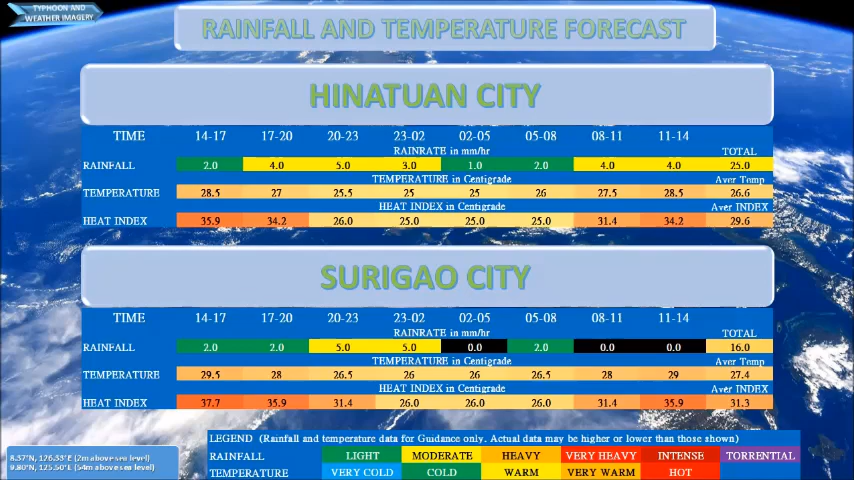 TYPHOON AND
WEATHER IMAGERY
RAINFALL AND TEMPERATURE FORECAST
HINATUAN CITY
TIME 14-17 17-20 20-23 23-02 02-05 05-08 08-11 11-14
RAINRATE in mm/hr TOTAL
RAINFALL 2.0 4.0 5.0 3.0 1.0 2.0 4.0 4.0 25.0
TEMPERATURE in Centigrade Aver Temp
TEMPERATURE 28.5 27 25.5 25 25 26 27.5 28.5 26.6
HEAT INDEX in Centigrade Aver INDEX
HEAT INDEX 35.9 34.2 26.0 25.0 25.0 25.0 31.4 34.2 29.6
SURIGAO CITY
TIME 14-17 17-20 20-23 23-02 02-05 05-08 08-11 11-14
RAINRATE in mm/hr TOTAL
RAINFALL 2.0 2.0 5.0 5.0 0.0 2.0 0.0 0.0 16.0
TEMPERATURE in Centigrade Aver Temp
TEMPERATURE 29.5 28 26.5 26 26 26.5 28 29 27.4
HEAT INDEX in Centigrade Aver INDEX
HEAT INDEX 37.7 35.9 31.4 26.0 26.0 26.0 31.4 35.9 31.3
LEGEND (Rainfall and temperature data for Guidance only. Actual data may be higher or lower than those shown)
RAINFALL LIGHT MODERATE HEAVY VERY HEAVY INTENSE TORRENTIAL
TEMPERATURE VERY COLD COLD WARM VERY WARM HOT
8.37°N, 126.33°E (2m above sea level)
9.80°N, 125.50°E (54m above sea level)